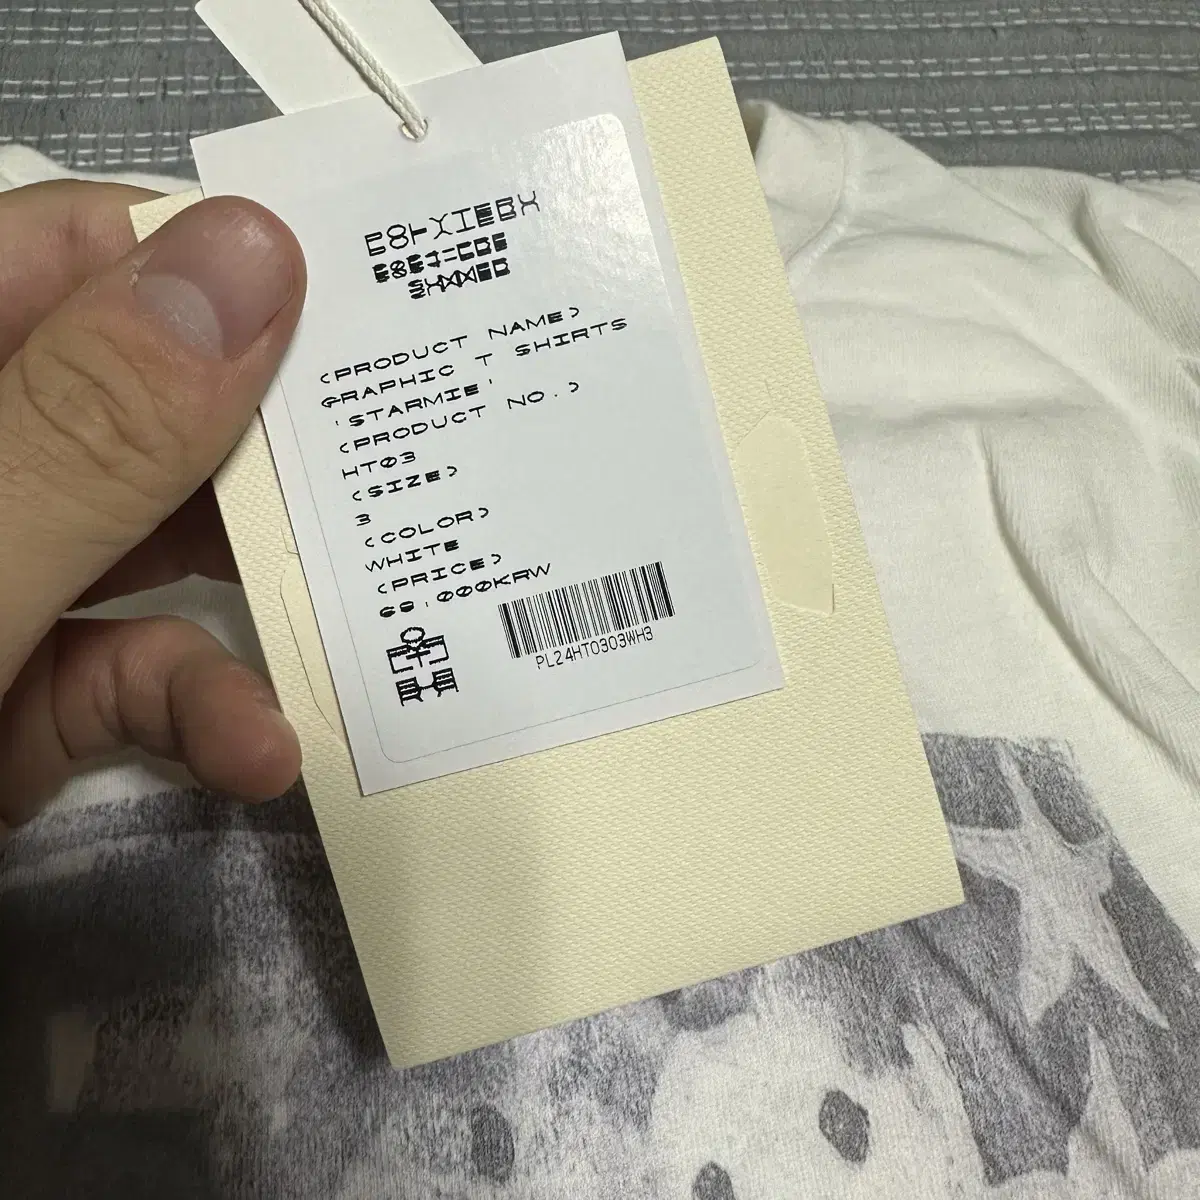 <PRODUCT NAME>
GRAPHIC T SHIRTS
'STARMIE'
<PRODUCT NO.>
HT03
<SIZE>
3
<COLOR>
WHITE
<PRICE>
69,000KRW
PL24HT0303WH3